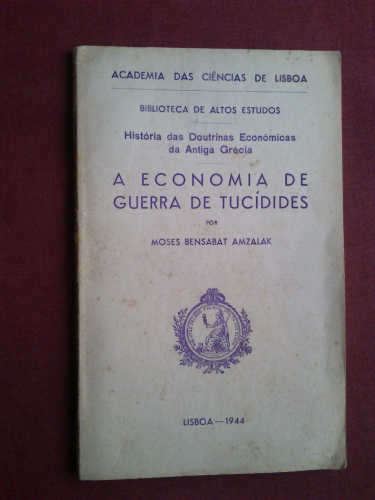 ACADEMIA DAS CIÊNCIAS DE LISBOA
BIBLIOTECA DE ALTOS ESTUDOS
História das Doutrinas Económicas
da Antiga Grécia
A ECONOMIA DE
GUERRA DE TUCÍDIDES
POR
MOSES BENSABAT AMZALAK
LISBOA—1944